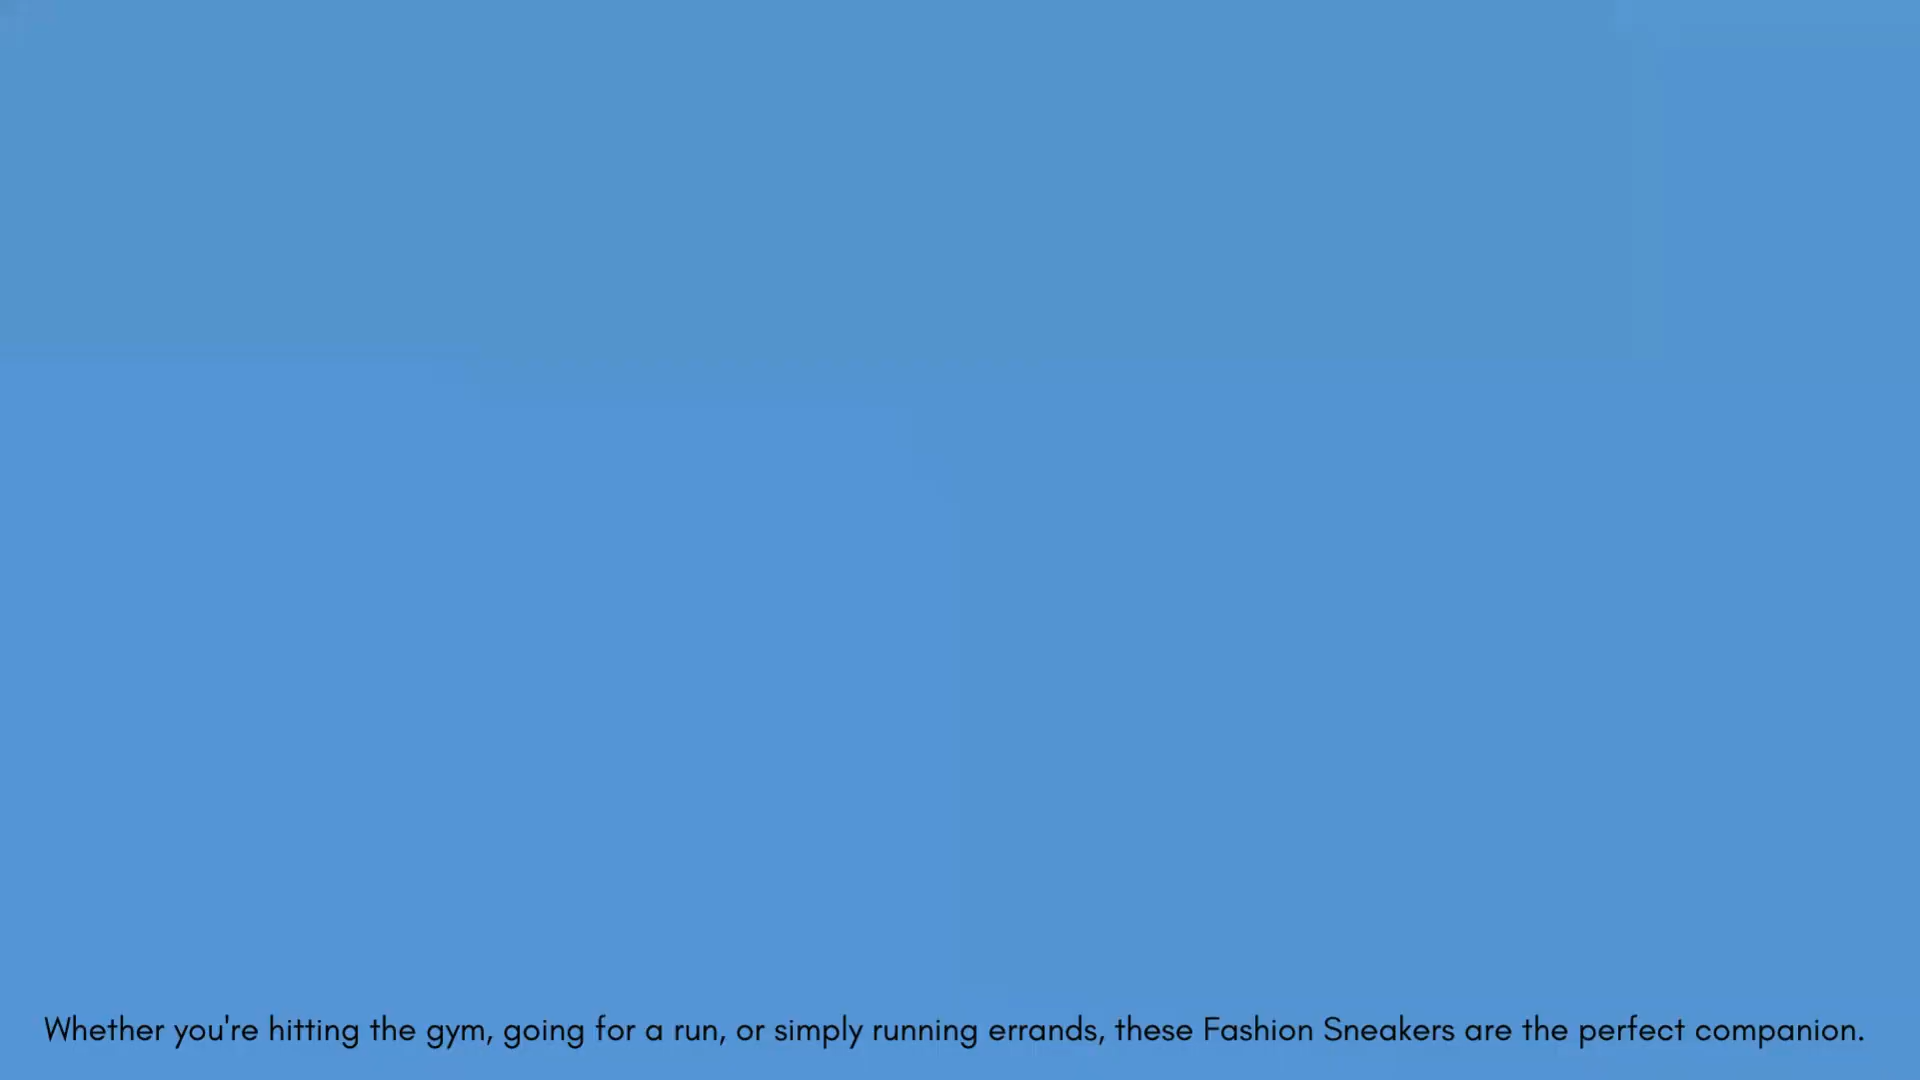 Whether you're hitting the gym, going for a run, or simply running errands, these Fashion Sneakers are the perfect companion.